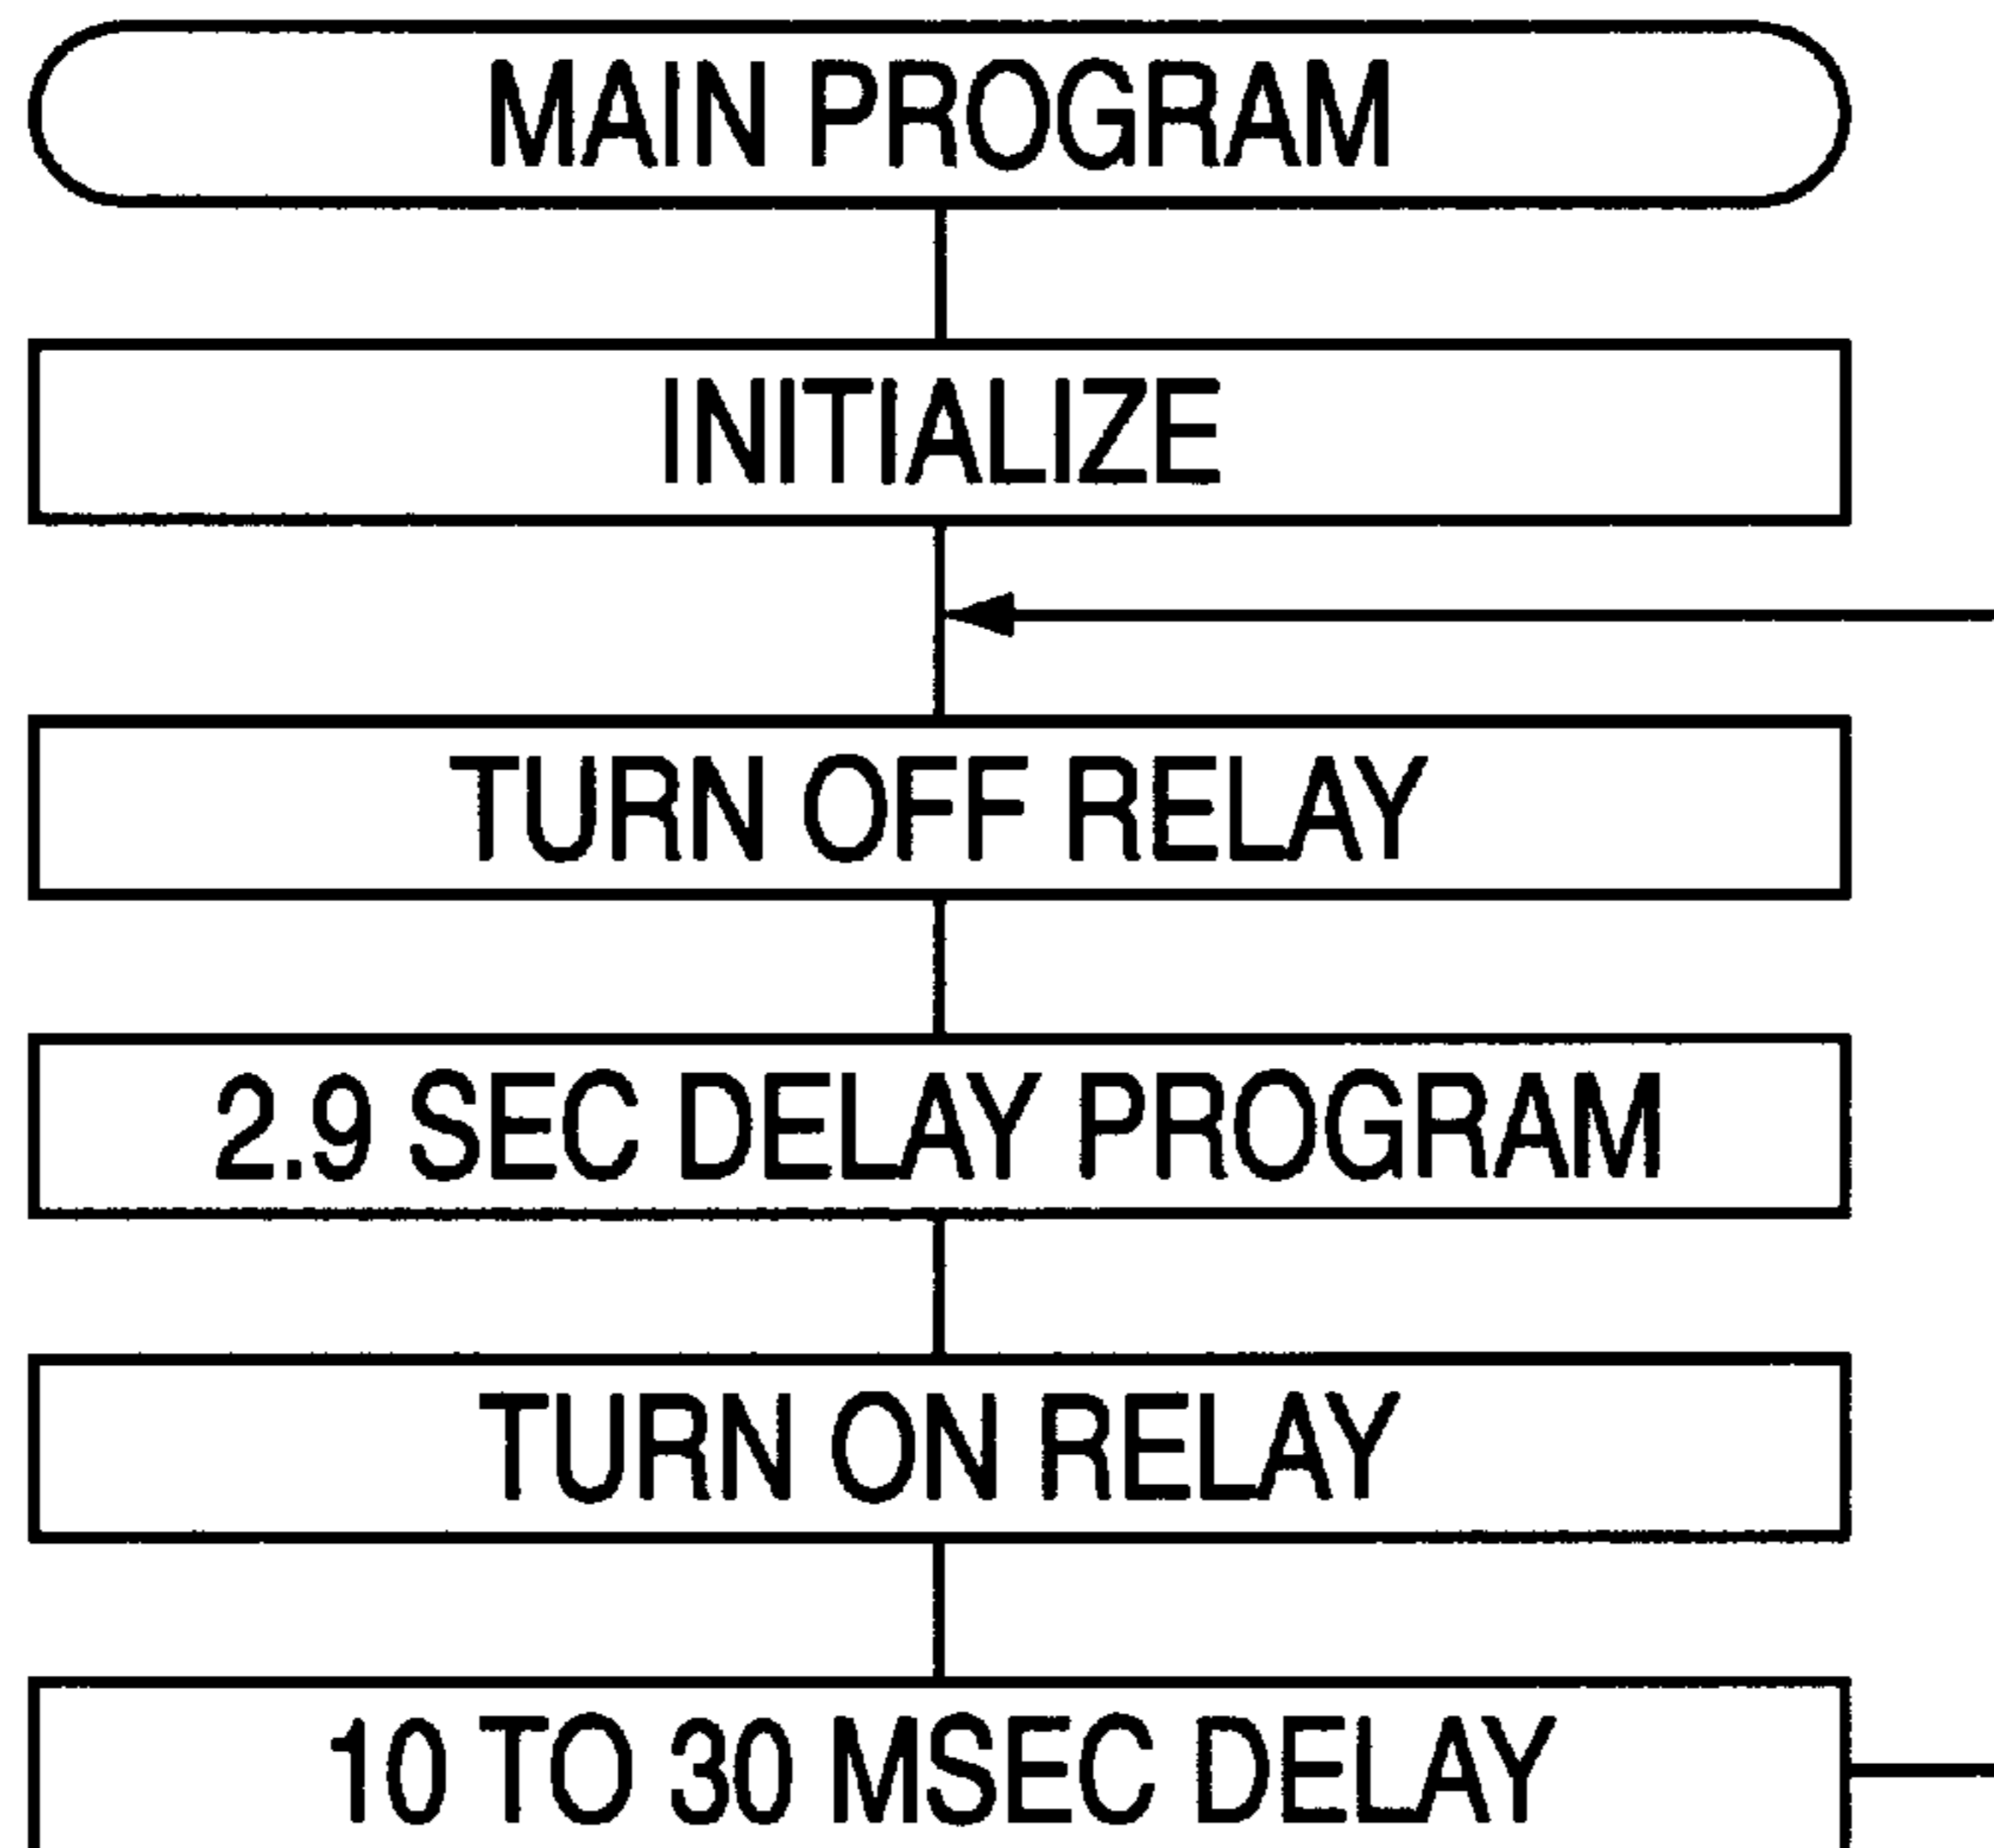 MAIN PROGRAM
INITIALIZE
TURN OFF RELAY
2.9 SEC DELAY PROGRAM
TURN ON RELAY
10 TO 30 MSEC DELAY